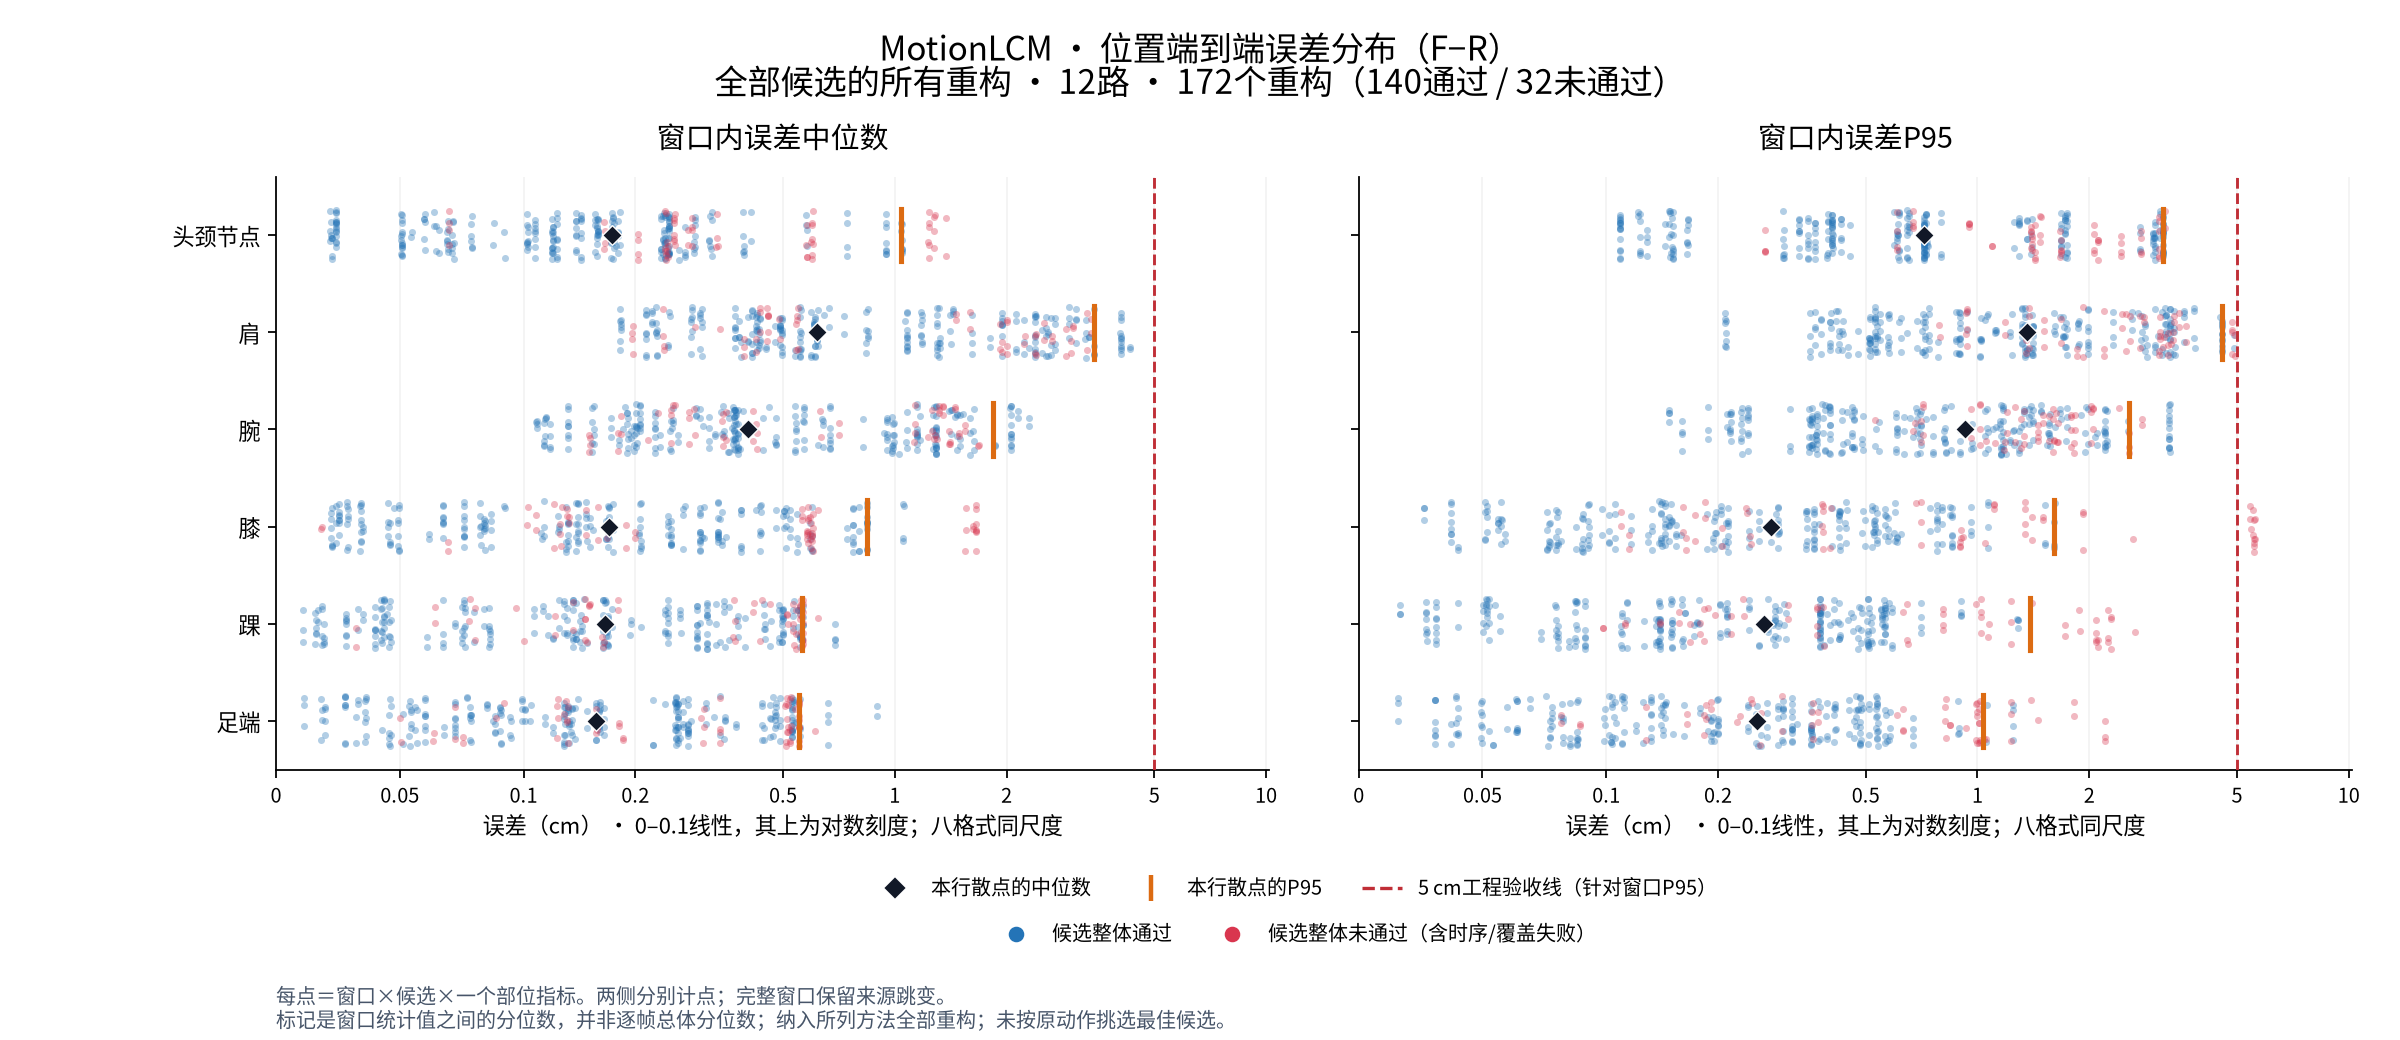 MotionLCM · 位置端到端误差分布（F−R）
全部候选的所有重构 · 12路 · 172个重构（140通过 / 32未通过）
窗口内误差中位数
窗口内误差P95
头颈节点
肩
腕
膝
踝
足端
0 0.05 0.1 0.2 0.5 1 2 5 10
0 0.05 0.1 0.2 0.5 1 2 5 10
误差（cm） · 0–0.1线性，其上为对数刻度；八格式同尺度
误差（cm） · 0–0.1线性，其上为对数刻度；八格式同尺度
本行散点的中位数
本行散点的P95
5 cm工程验收线（针对窗口P95）
候选整体通过
候选整体未通过（含时序/覆盖失败）
每点＝窗口×候选×一个部位指标。两侧分别计点；完整窗口保留来源跳变。
标记是窗口统计值之间的分位数，并非逐帧总体分位数；纳入所列方法全部重构；未按原动作挑选最佳候选。